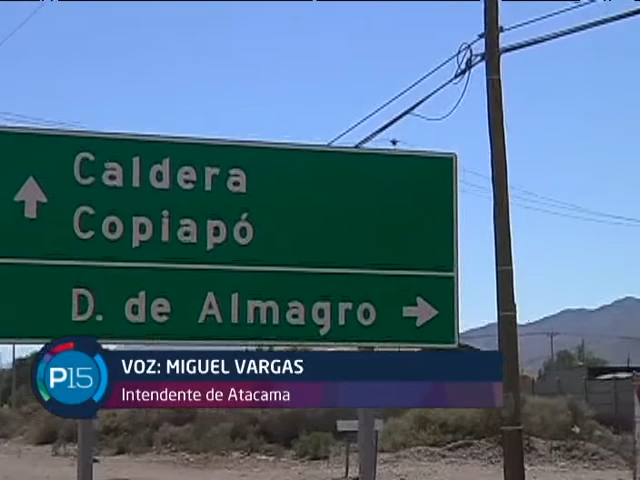 Caldera
Copiapó
D. de Almagro
P15
VOZ: MIGUEL VARGAS
Intendente de Atacama